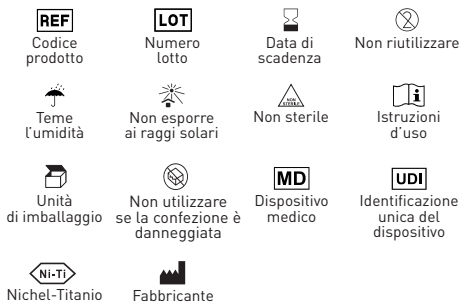 REF
LOT
2
Codice
prodotto
Numero
lotto
Data di
scadenza
Non riutilizzare
NON
STERILE
i
Teme
l'umidità
Non esporre
ai raggi solari
Non sterile
Istruzioni
d'uso
MD
UDI
Unità
di imballaggio
Non utilizzare
se la confezione è
danneggiata
Dispositivo
medico
Identificazione
unica del
dispositivo
Ni-Ti
Nichel-Titanio
Fabbricante